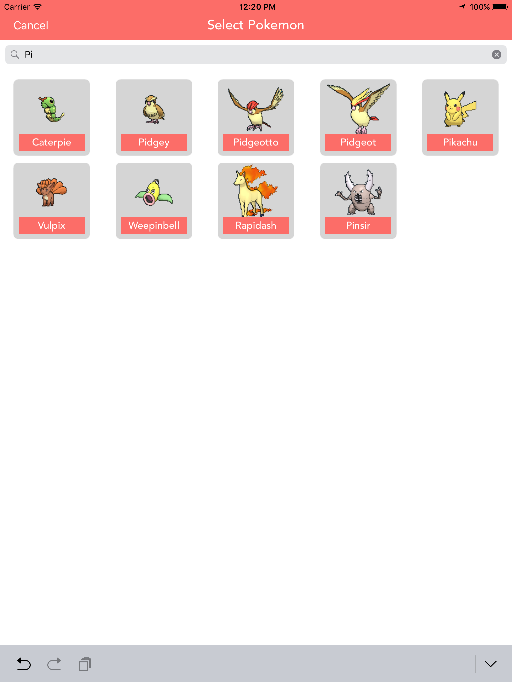 Carrier 12:20 PM 100%
Cancel Select Pokemon
Pi
Caterpie Pidgey Pidgeotto Pidgeot Pikachu
Vulpix Weepinbell Rapidash Pinsir